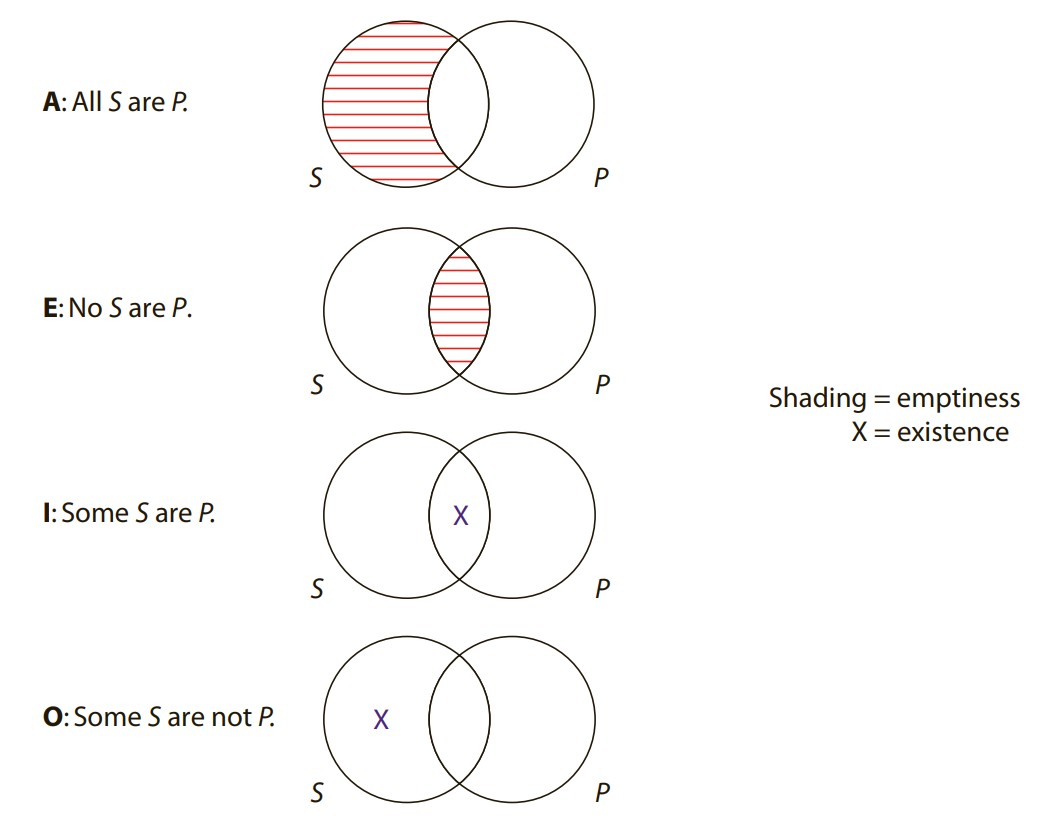 A: All S are P.
S
P
E: No S are P.
S
P
Shading = emptiness
X = existence
I: Some S are P.
X
S
P
O: Some S are not P.
X
S
P